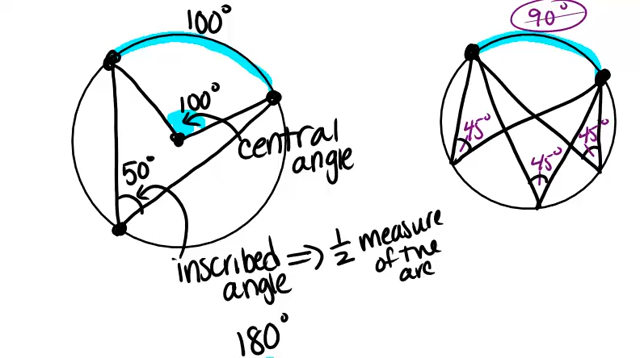 100°
100°
central
angle
50°
inscribed
angle
⇒ 1/2 measure
of the
arc
180°
90°
45°
45°
45°